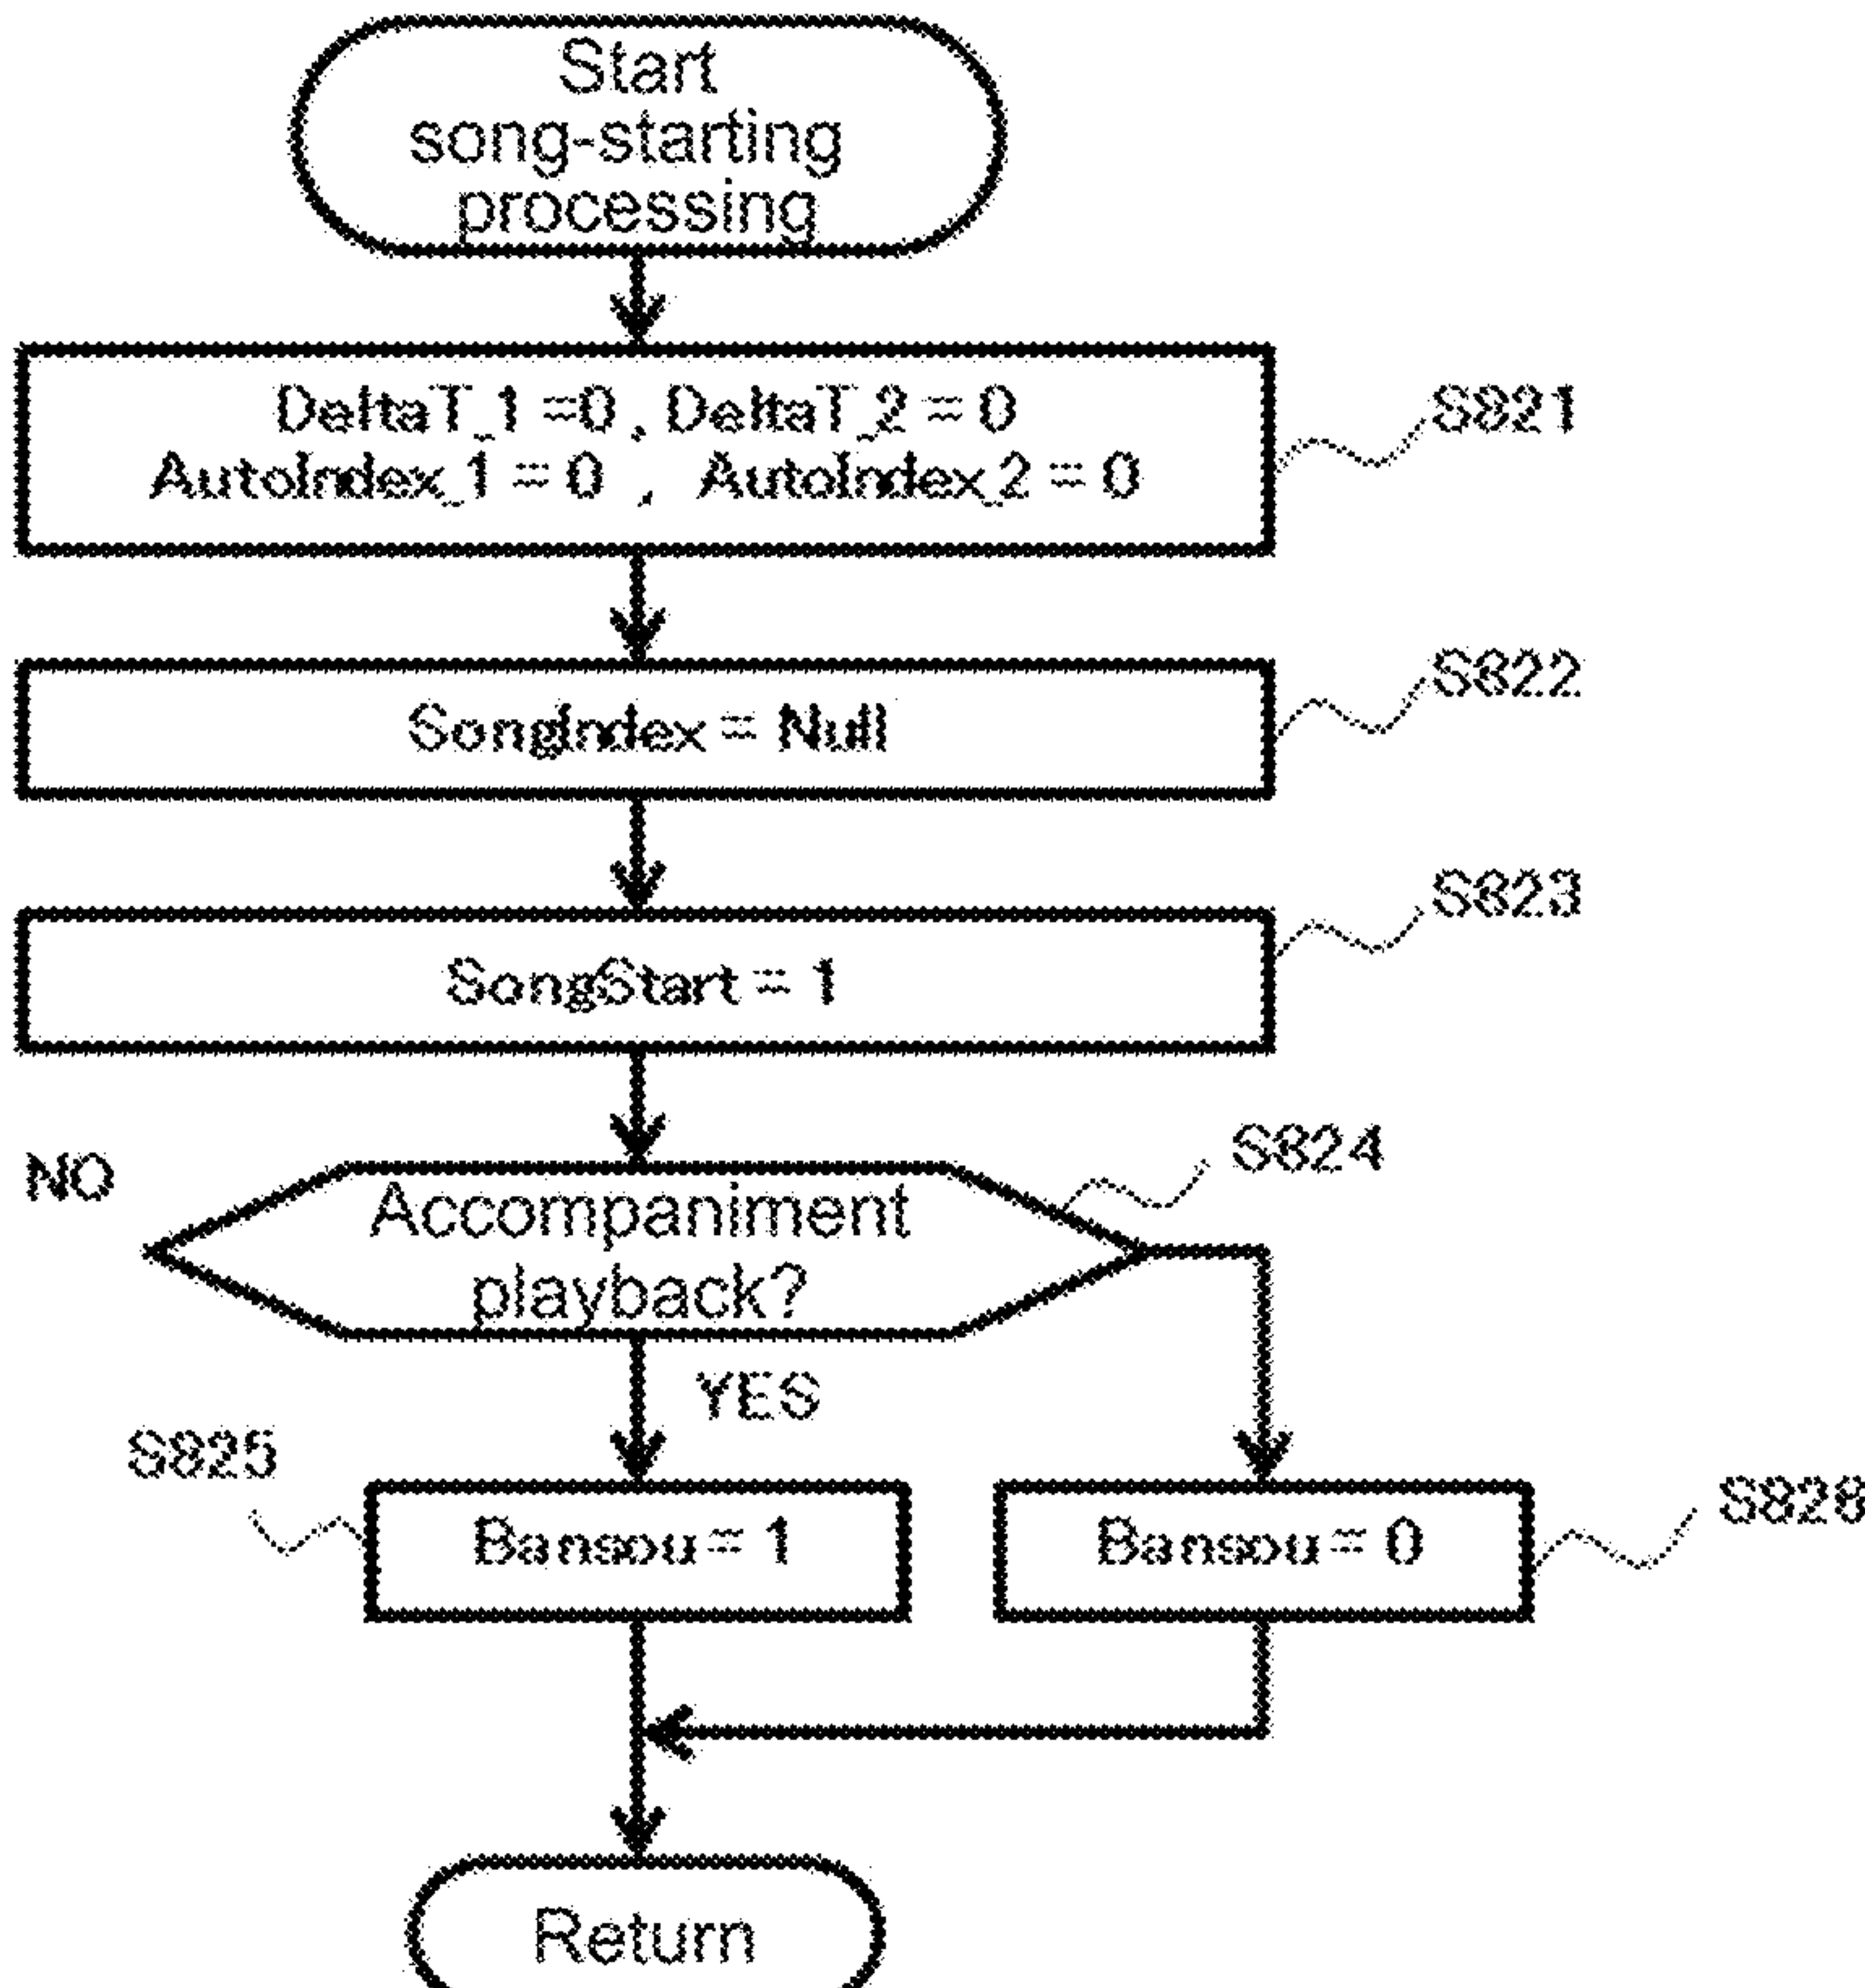 Start
song-starting
processing
DeltaT_1 =0 , DeltaT_2 = 0
AutoIndex_1 = 0 , AutoIndex_2 = 0
S821
SongIndex = Null
S822
SongStart = 1
S823
NO
Accompaniment
playback?
S824
YES
S825
Bansou = 1
Bansou = 0
S828
Return